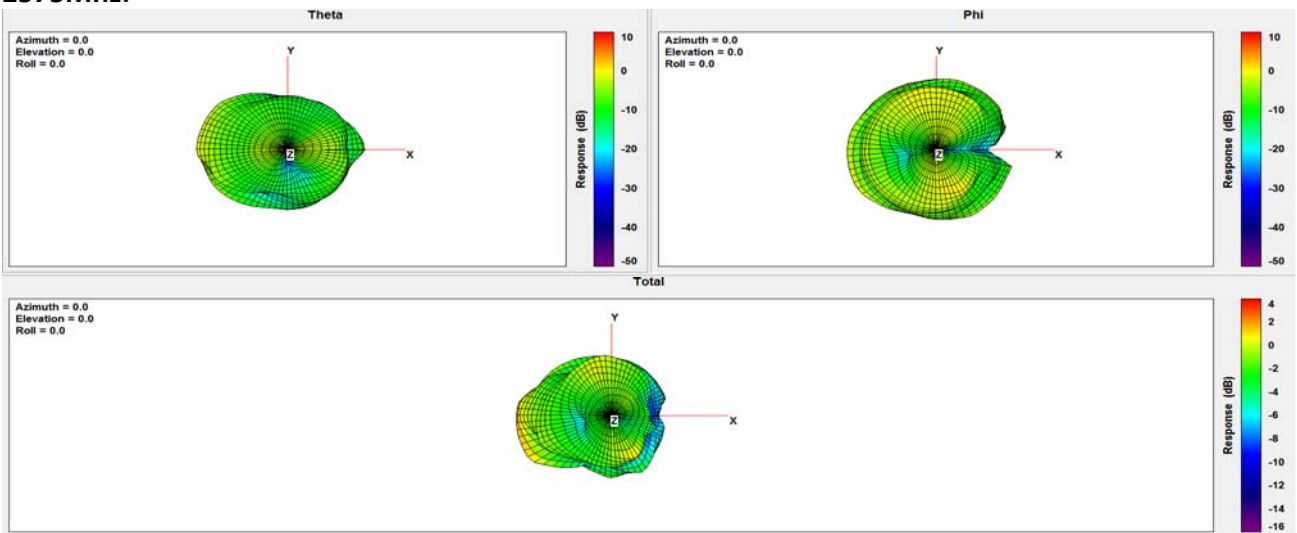 Theta
Azimuth = 0.0
Elevation = 0.0
Roll = 0.0
Y
X
Z
10
0
-10
-20
-30
-40
-50
Response (dB)
Phi
Azimuth = 0.0
Elevation = 0.0
Roll = 0.0
Y
X
Z
10
0
-10
-20
-30
-40
-50
Response (dB)
Total
Azimuth = 0.0
Elevation = 0.0
Roll = 0.0
Y
X
Z
4
2
0
-2
-4
-6
-8
-10
-12
-14
-16
Response (dB)